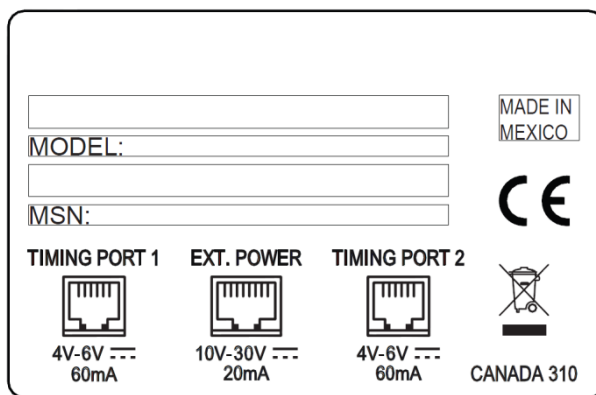 MADE IN
MEXICO
MODEL:
MSN:
CE
TIMING PORT 1 EXT. POWER TIMING PORT 2
4V-6V ⎓ 10V-30V ⎓ 4V-6V ⎓
60mA 20mA 60mA
CANADA 310